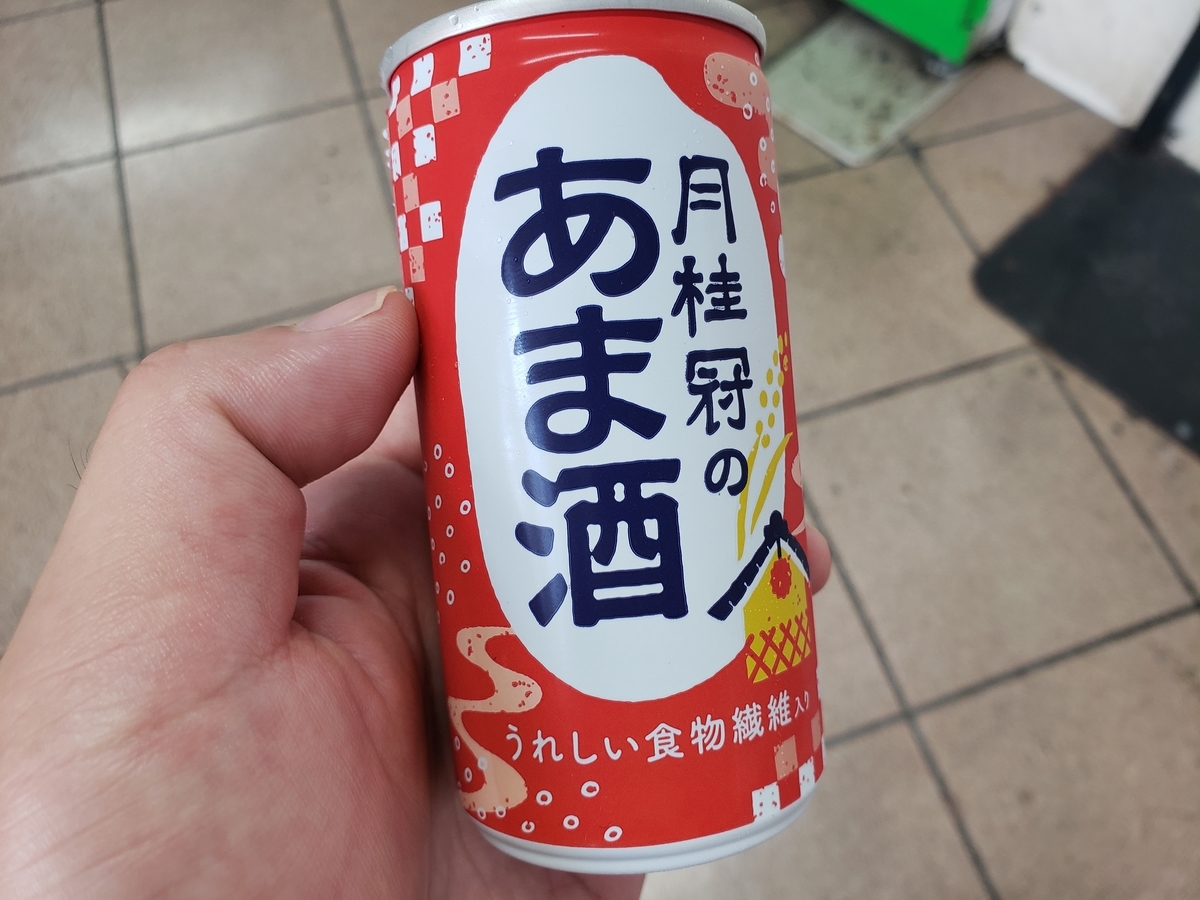 月桂冠の
あま酒
うれしい食物繊維入り